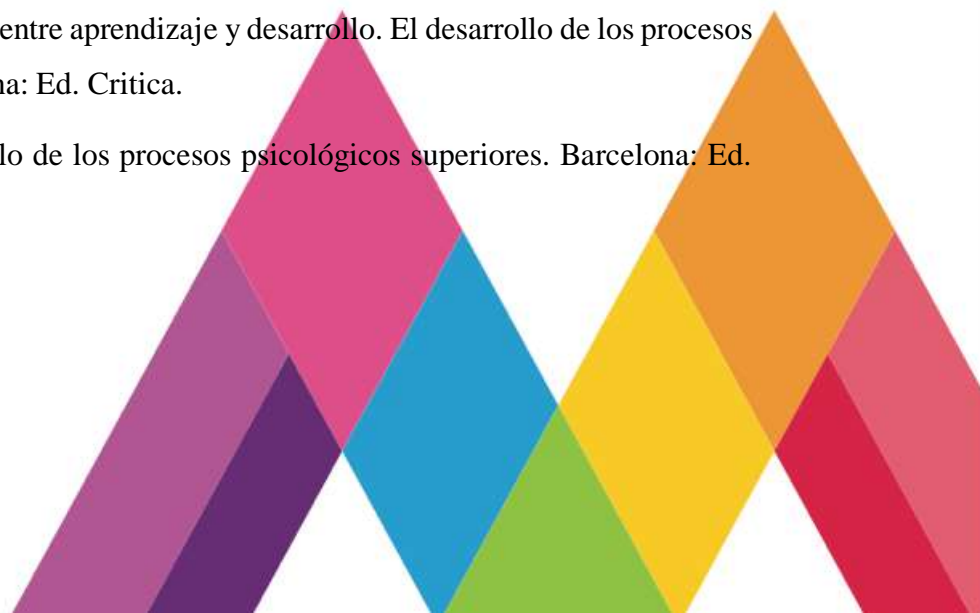 entre aprendizaje y desarrollo. El desarrollo de los procesos
na: Ed. Critica.
lo de los procesos psicológicos superiores. Barcelona: Ed.